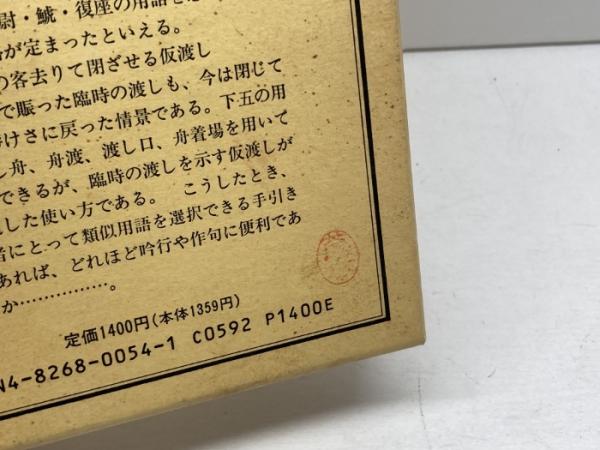 尉・鯱・復座の用語と
が定まったといえる。
の客去りて閉ざせる仮渡し
で賑った臨時の渡しも、今は閉じて
けさに戻った情景である。下五の用
し舟、舟渡、渡し口、舟着場を用いて
できるが、臨時の渡しを示す仮渡しが
した使い方である。 こうしたとき、
者にとって類似用語を選択できる手引き
あれば、どれほど吟行や作句に便利であ
か……………。
定価1400円(本体1359円)
N4-8268-0054-1 C0592 P1400E